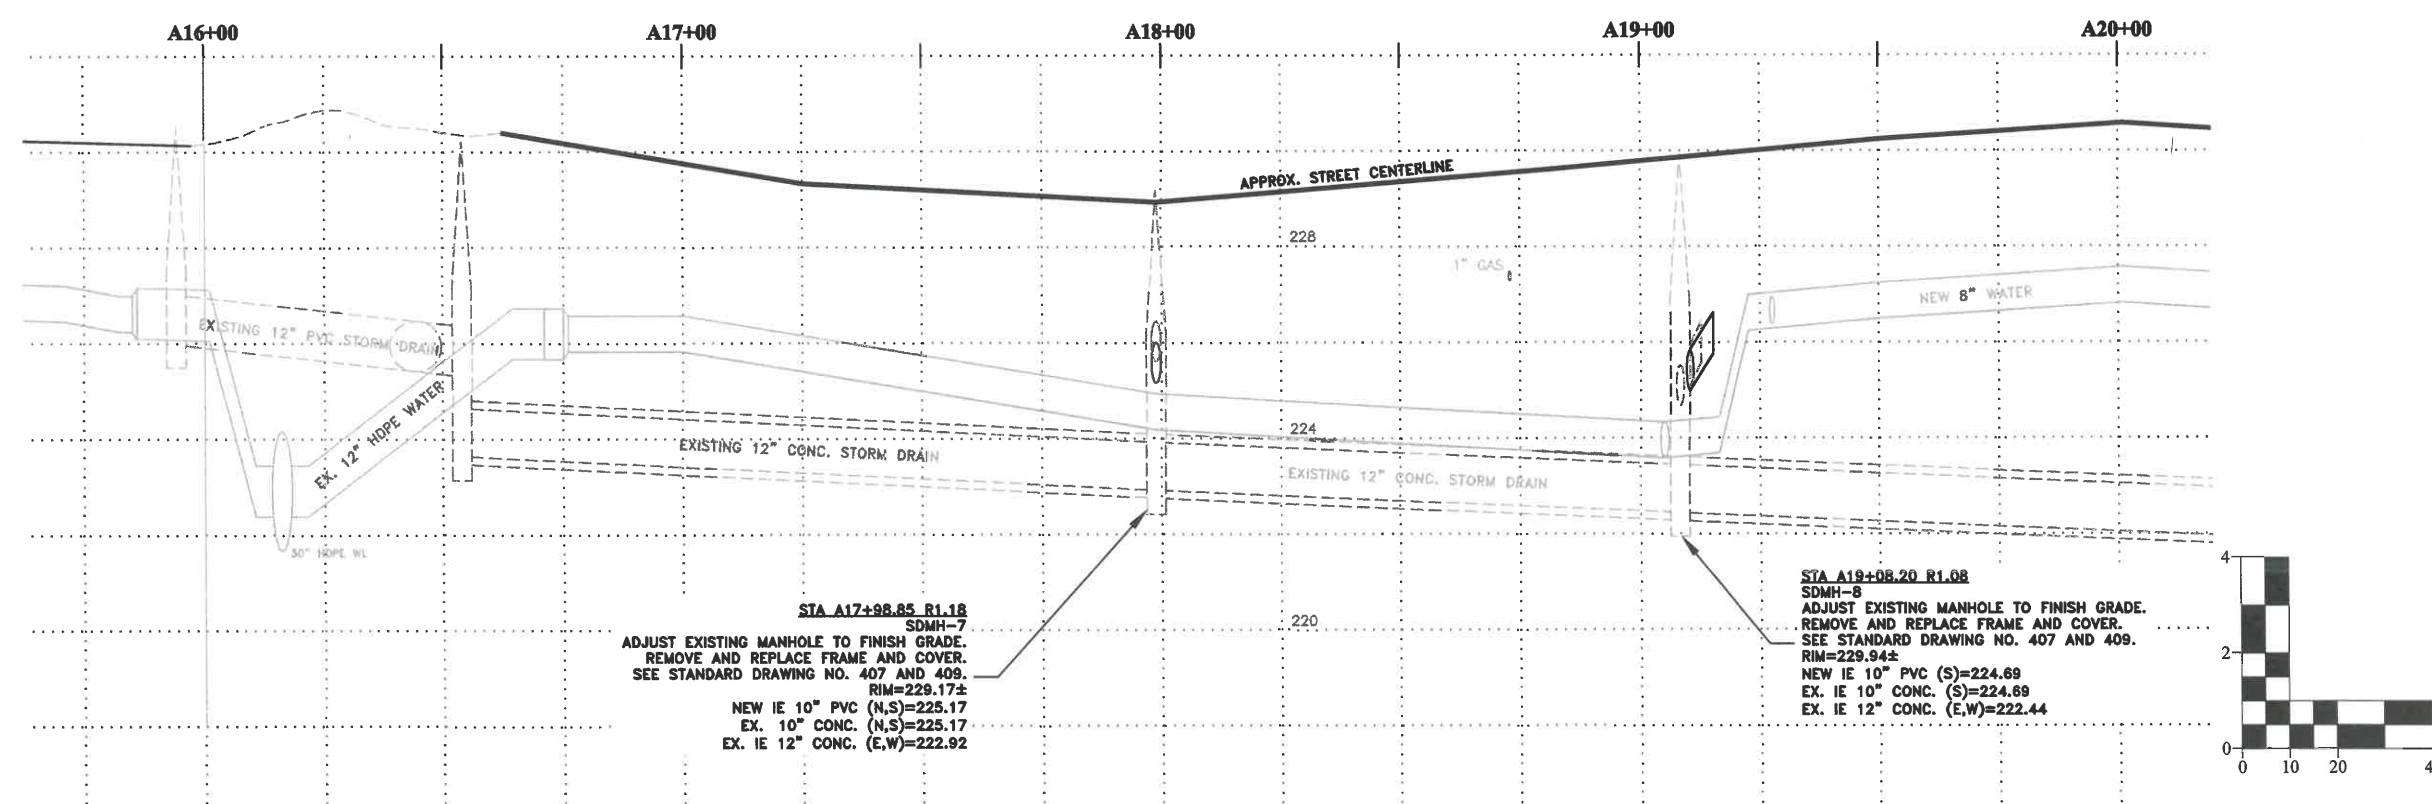 A16+00
A17+00
A18+00
A19+00
A20+00
APPROX. STREET CENTERLINE
228
1" GAS
NEW 8" WATER
EXISTING 12" PVC STORM DRAIN
EX. 12" HDPE WATER
224
EXISTING 12" CONC. STORM DRAIN
EXISTING 12" CONC. STORM DRAIN
30" HDPE WL
220
STA A17+98.85 R1.18
SDMH-7
ADJUST EXISTING MANHOLE TO FINISH GRADE.
REMOVE AND REPLACE FRAME AND COVER.
SEE STANDARD DRAWING NO. 407 AND 409.
RIM=229.17±
NEW IE 10" PVC (N,S)=225.17
EX. 10" CONC. (N,S)=225.17
EX. IE 12" CONC. (E,W)=222.92
STA A19+08.20 R1.08
SDMH-8
ADJUST EXISTING MANHOLE TO FINISH GRADE.
REMOVE AND REPLACE FRAME AND COVER.
SEE STANDARD DRAWING NO. 407 AND 409.
RIM=229.94±
NEW IE 10" PVC (S)=224.69
EX. IE 10" CONC. (S)=224.69
EX. IE 12" CONC. (E,W)=222.44
4
2
0
0 10 20 4